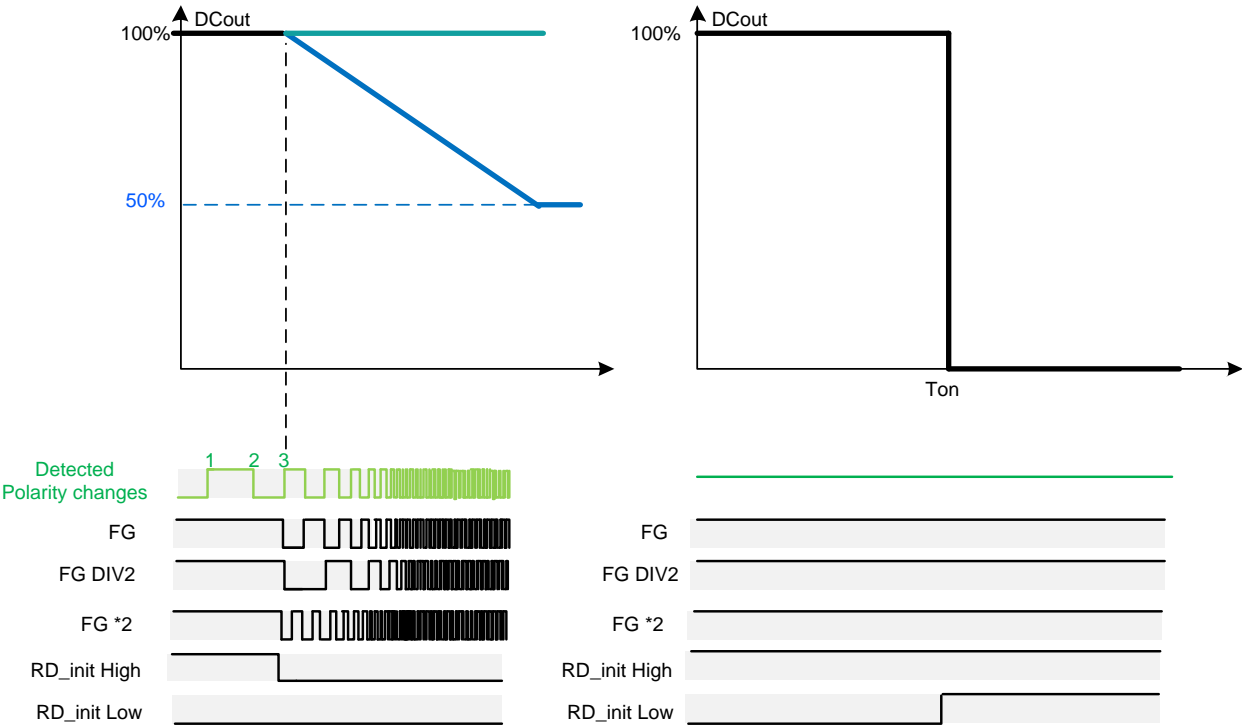 DCout
100%
50%
1 2 3
Detected
Polarity changes
FG
FG DIV2
FG *2
RD_init High
RD_init Low
DCout
100%
Ton
FG
FG DIV2
FG *2
RD_init High
RD_init Low